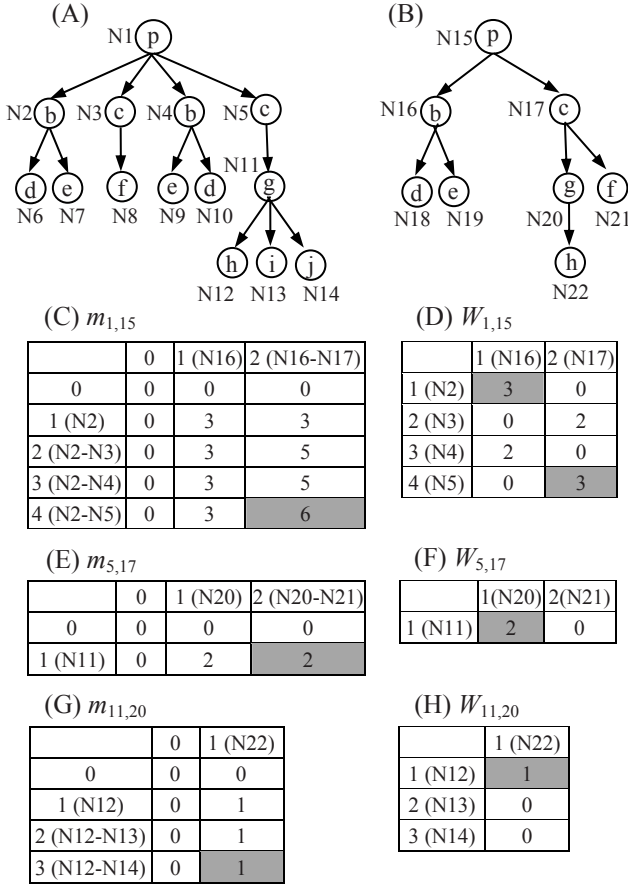 (A) (B)
N1 p N15 p
N2 b N3 c N4 b N5 c N16 b N17 c
N11
d e f e d g d e g f
N6 N7 N8 N9 N10 N18 N19 N20 N21
h i j h
N12 N13 N14 N22
(C) m1,15 (D) W1,15
0 1 (N16) 2 (N16-N17)
0 0 0 0
1 (N2) 0 3 3
2 (N2-N3) 0 3 5
3 (N2-N4) 0 3 5
4 (N2-N5) 0 3 6
1 (N16) 2 (N17)
1 (N2) 3 0
2 (N3) 0 2
3 (N4) 2 0
4 (N5) 0 3
(E) m5,17 (F) W5,17
0 1 (N20) 2 (N20-N21)
0 0 0 0
1 (N11) 0 2 2
1(N20) 2(N21)
1 (N11) 2 0
(G) m11,20 (H) W11,20
0 1 (N22)
0 0 0
1 (N12) 0 1
2 (N12-N13) 0 1
3 (N12-N14) 0 1
1 (N22)
1 (N12) 1
2 (N13) 0
3 (N14) 0